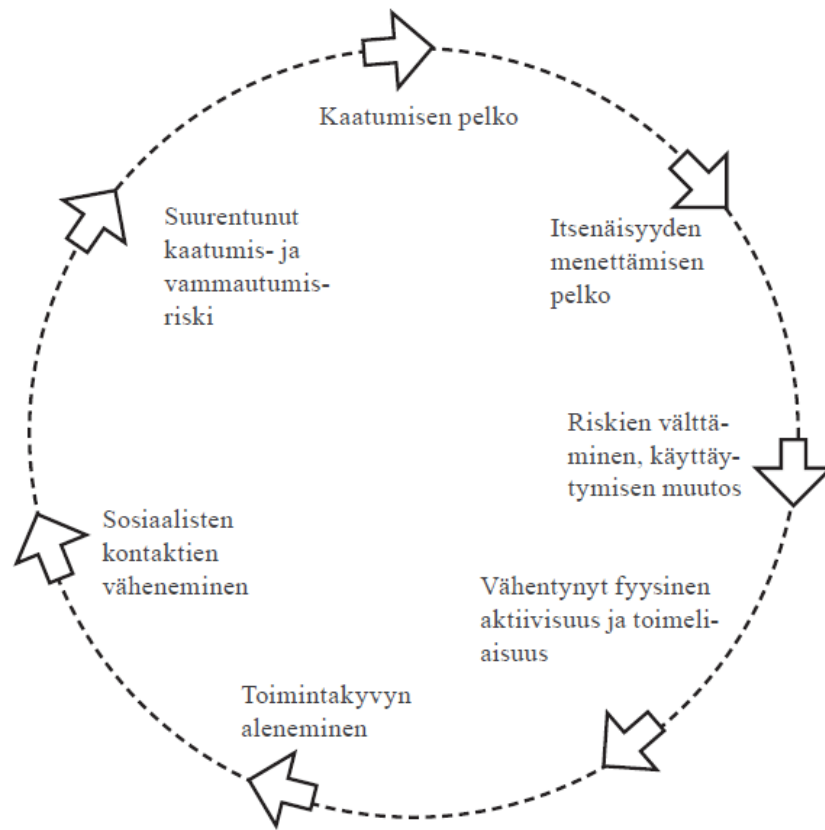 Kaatumisen pelko
Itsenäisyyden
menettämisen
pelko
Riskien välttä-
minen, käyttäy-
tymisen muutos
Vähentynyt fyysinen
aktiivisuus ja toimeli-
aisuus
Toimintakyvyn
aleneminen
Sosiaalisten
kontaktien
väheneminen
Suurentunut
kaatumis- ja
vammautumis-
riski